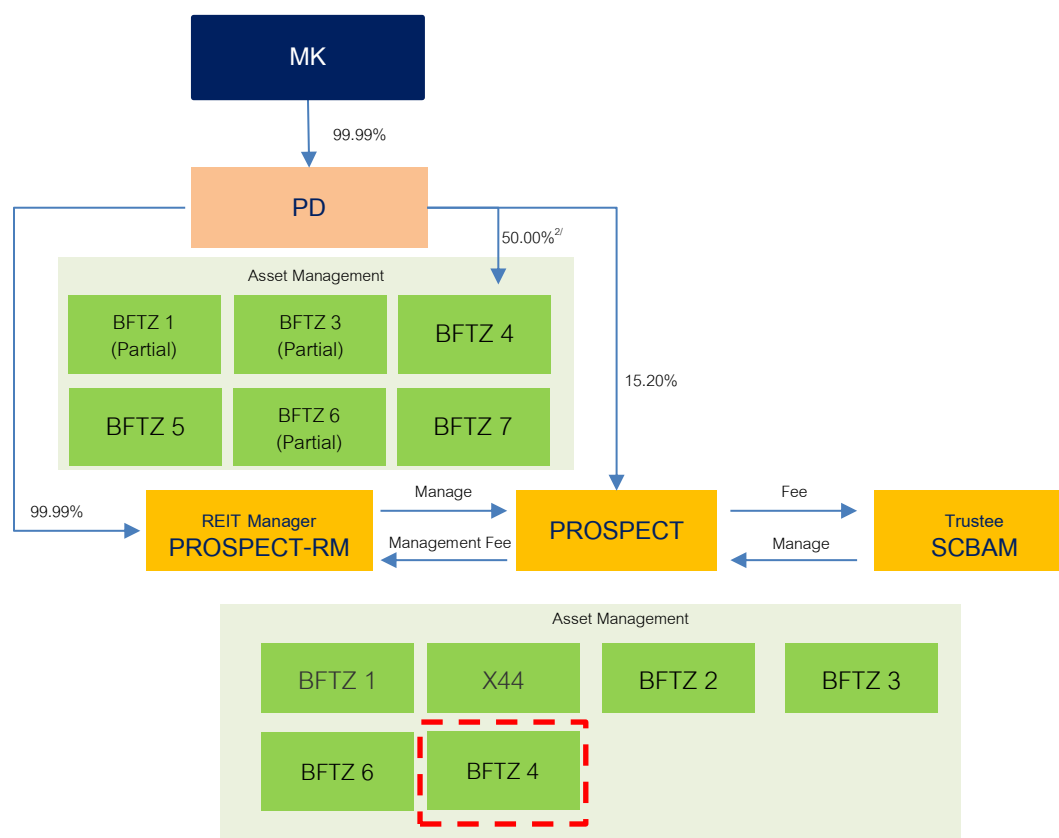 MK
99.99%
PD
50.00%2/
Asset Management
BFTZ 1
(Partial)
BFTZ 3
(Partial)
BFTZ 4
15.20%
BFTZ 5
BFTZ 6
(Partial)
BFTZ 7
99.99%
REIT Manager
PROSPECT-RM
Manage
Management Fee
PROSPECT
Fee
Manage
Trustee
SCBAM
Asset Management
BFTZ 1
X44
BFTZ 2
BFTZ 3
BFTZ 6
BFTZ 4